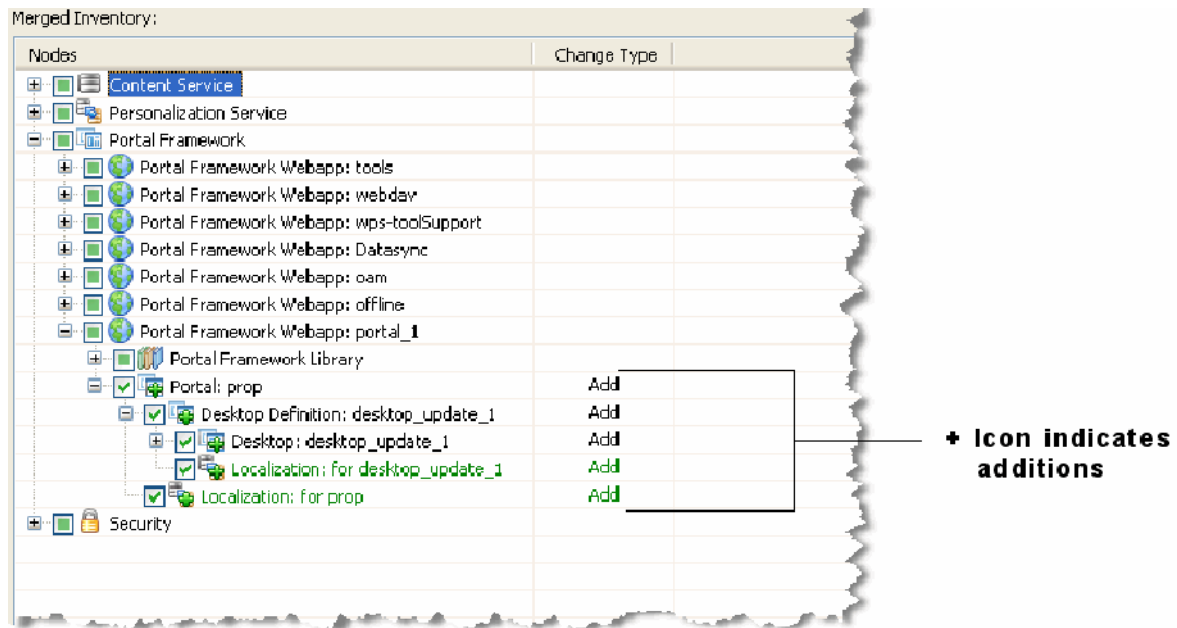 Merged Inventory:
Nodes Change Type
Content Service
Personalization Service
Portal Framework
Portal Framework Webapp: tools
Portal Framework Webapp: webdav
Portal Framework Webapp: wps-toolSupport
Portal Framework Webapp: Datasync
Portal Framework Webapp: oam
Portal Framework Webapp: offline
Portal Framework Webapp: portal_1
Portal Framework Library
Portal: prop Add
Desktop Definition: desktop_update_1 Add
Desktop: desktop_update_1 Add
+ Icon indicates
additions
Localization: for desktop_update_1 Add
Localization: for prop Add
Security